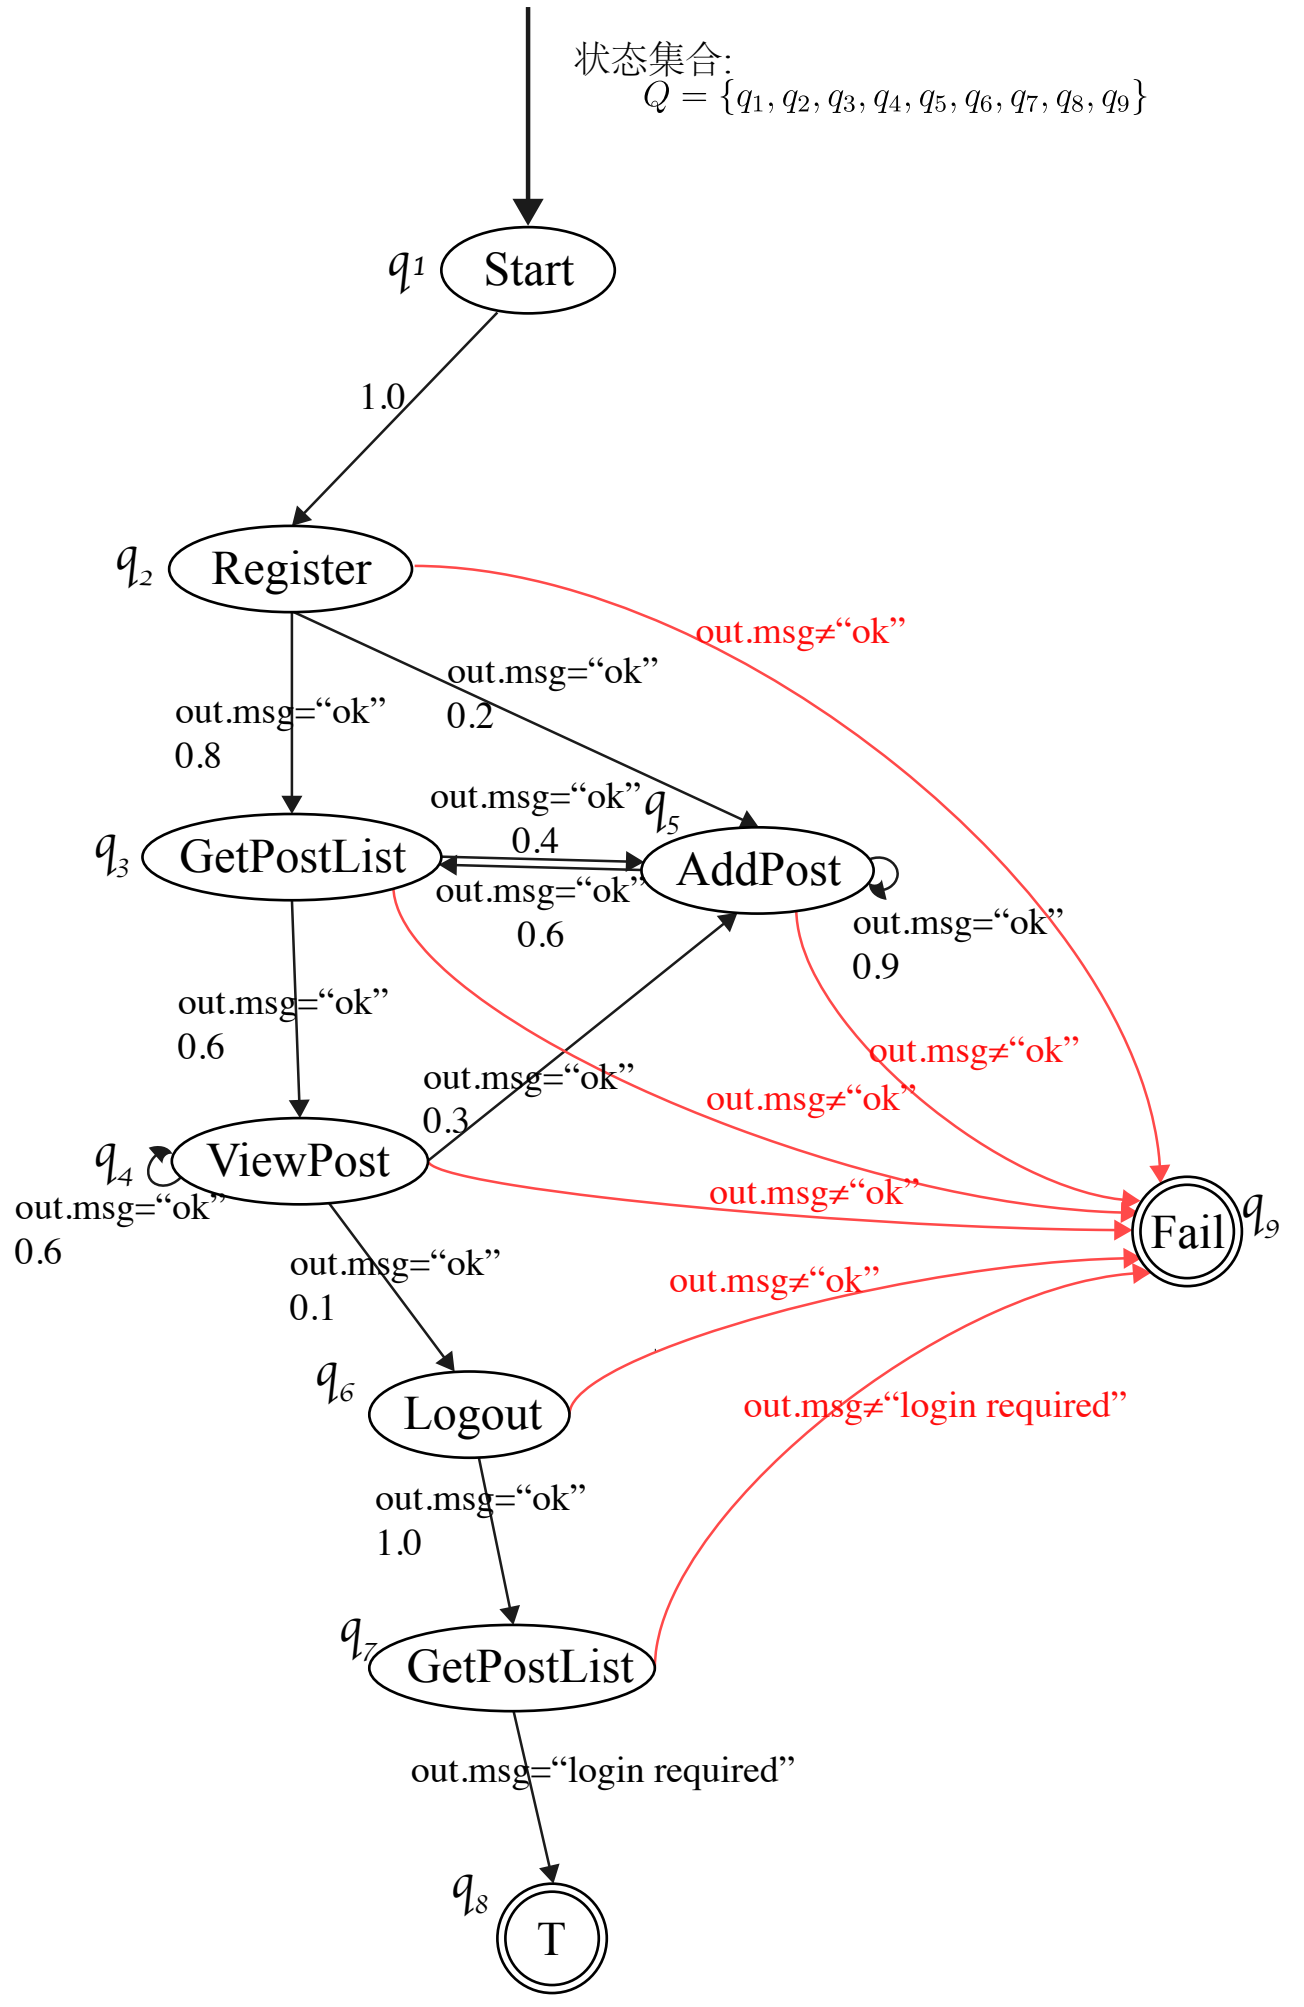 状态集合:
Q = {q1, q2, q3, q4, q5, q6, q7, q8, q9}
q1
Start
1.0
q2
Register
out.msg≠“ok”
out.msg=“ok”
0.2
out.msg=“ok”
0.8
out.msg=“ok”
0.4
q5
q3
GetPostList
AddPost
out.msg=“ok”
0.6
out.msg=“ok”
0.9
out.msg=“ok”
0.6
out.msg≠“ok”
out.msg=“ok”
0.3
out.msg≠“ok”
q4
ViewPost
out.msg=“ok”
0.6
out.msg≠“ok”
Fail
q9
out.msg=“ok”
0.1
out.msg≠“ok”
q6
Logout
out.msg≠“login required”
out.msg=“ok”
1.0
q7
GetPostList
out.msg=“login required”
q8
T